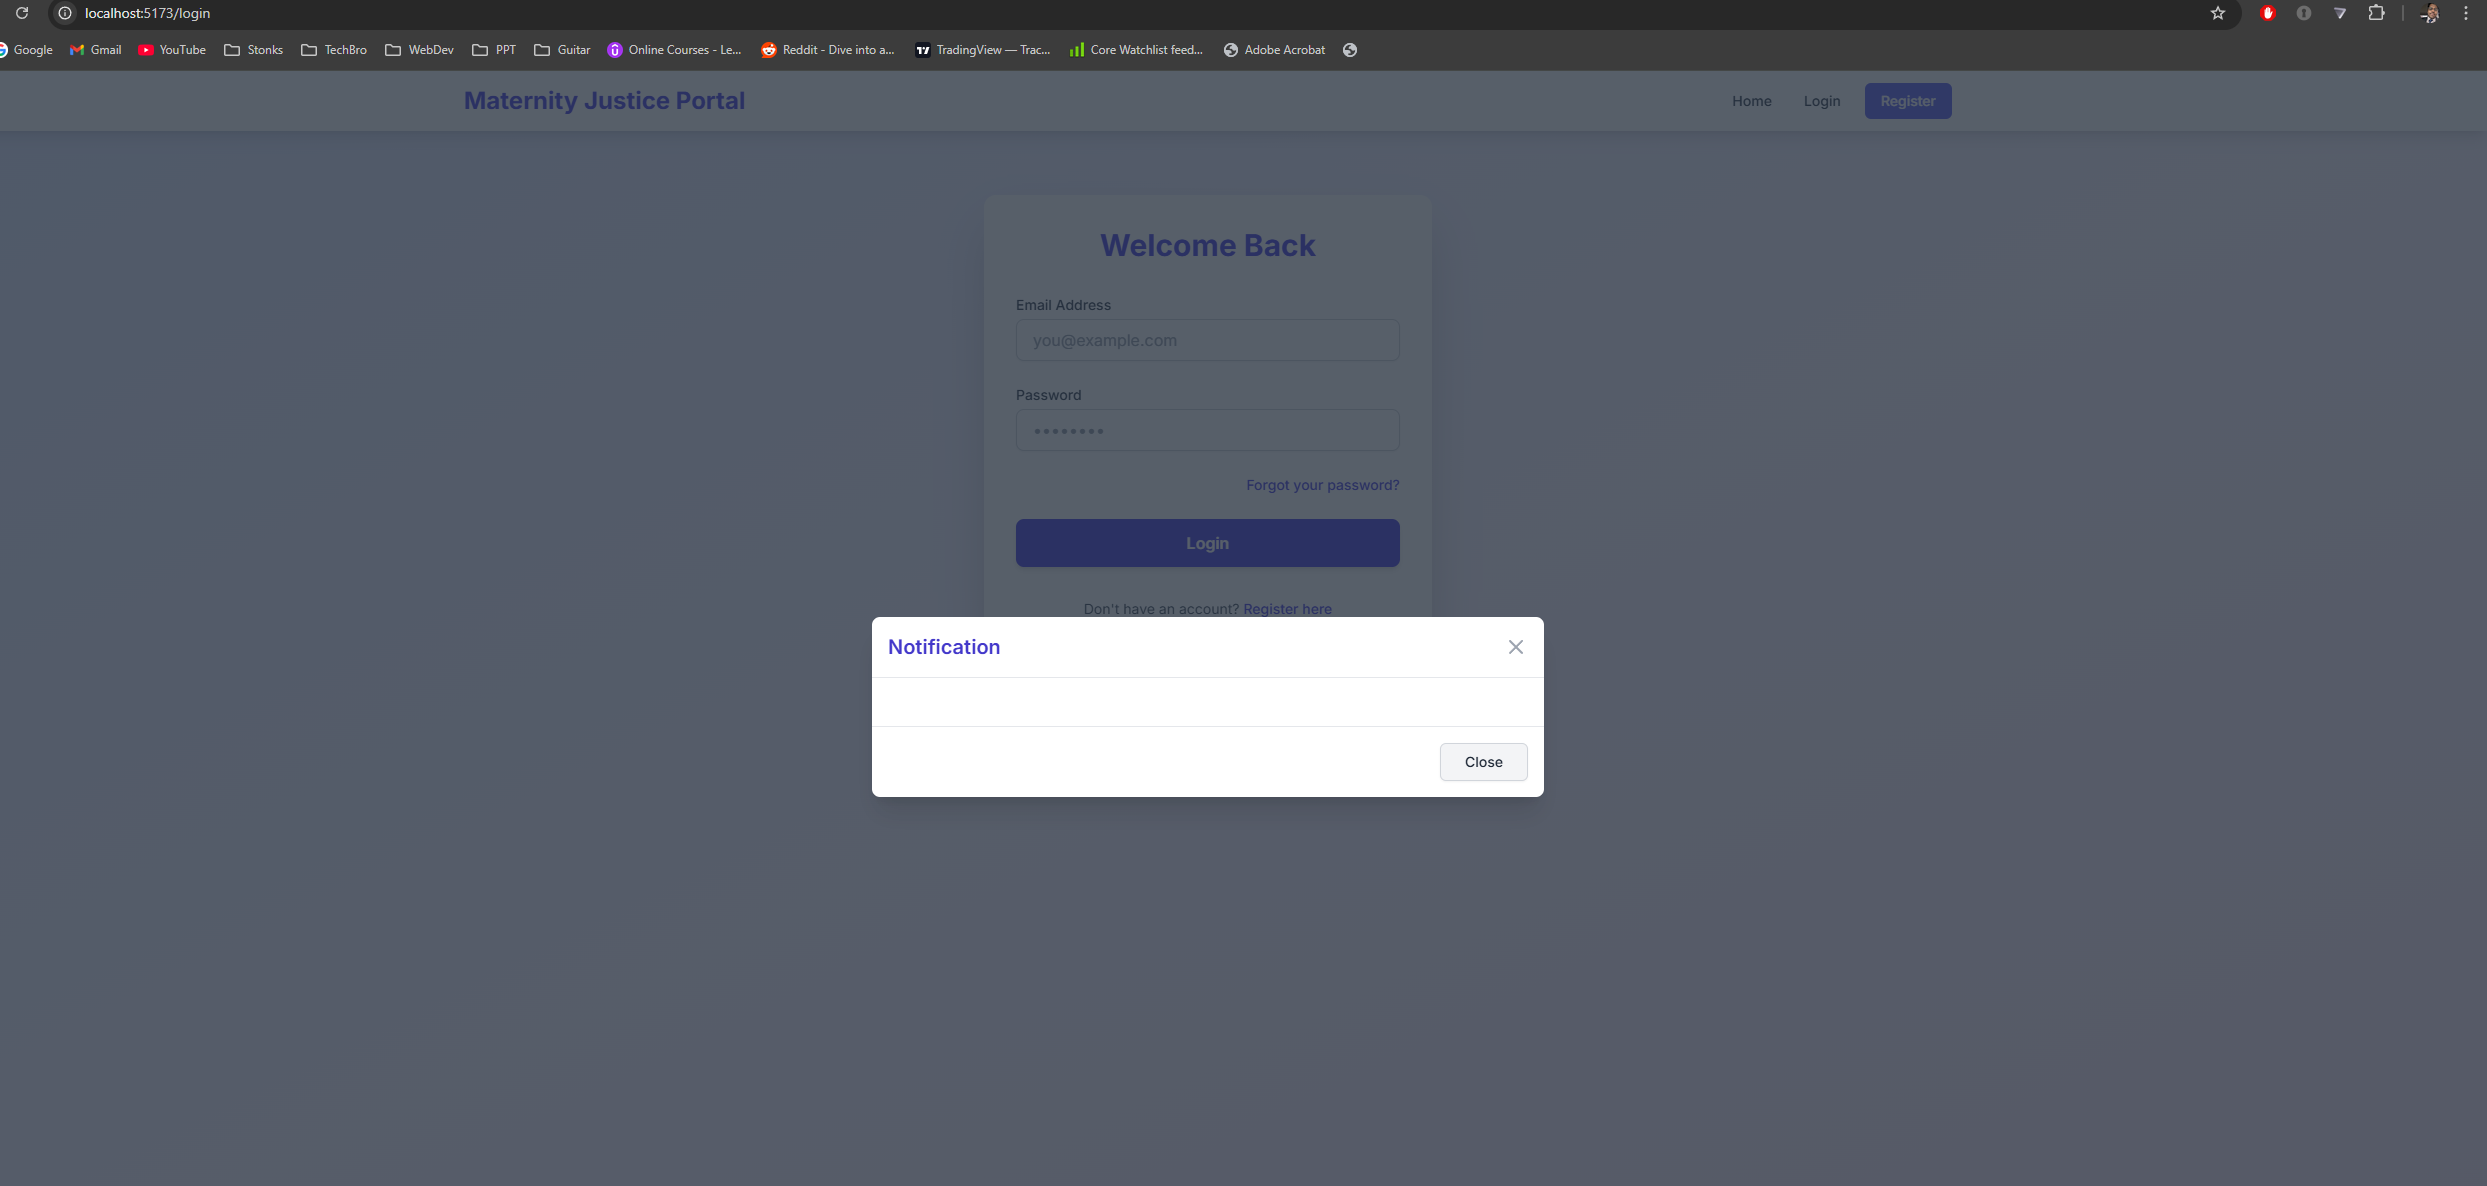 localhost:5173/login
Google Gmail YouTube Stonks TechBro WebDev PPT Guitar Online Courses - Le... Reddit - Dive into a... TradingView — Trac... Core Watchlist feed... Adobe Acrobat
Maternity Justice Portal
Home Login Register
Welcome Back
Email Address
you@example.com
Password
••••••••
Forgot your password?
Login
Don't have an account? Register here
Notification
Close